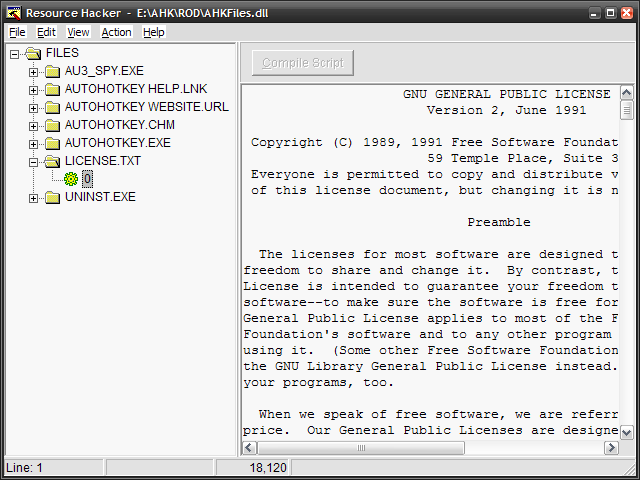 Resource Hacker - E:\AHK\ROD\AHKFiles.dll
File Edit View Action Help
FILES
AU3_SPY.EXE
AUTOHOTKEY HELP.LNK
AUTOHOTKEY WEBSITE.URL
AUTOHOTKEY.CHM
AUTOHOTKEY.EXE
LICENSE.TXT
0
UNINST.EXE
Compile Script
GNU GENERAL PUBLIC LICENSE
Version 2, June 1991
Copyright (C) 1989, 1991 Free Software Foundat
59 Temple Place, Suite 3
Everyone is permitted to copy and distribute v
of this license document, but changing it is n
Preamble
The licenses for most software are designed t
freedom to share and change it.  By contrast, t
License is intended to guarantee your freedom t
software--to make sure the software is free for
General Public License applies to most of the F
Foundation's software and to any other program
using it.  (Some other Free Software Foundation
the GNU Library General Public License instead.
your programs, too.
When we speak of free software, we are referr
price.  Our General Public Licenses are designe
Line: 1
18,120